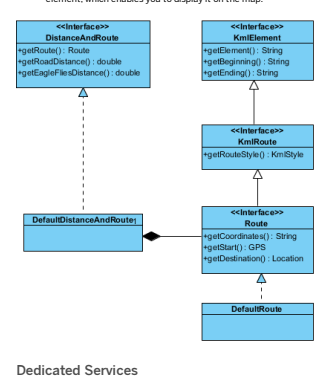 element, which enables you to display it on the map.
<<Interface>>
DistanceAndRoute
+getRoute() : Route
+getRoadDistance() : double
+getEagleFliesDistance() : double
<<Interface>>
KmlElement
+getElement() : String
+getBeginning() : String
+getEnding() : String
<<Interface>>
KmlRoute
+getRouteStyle() : KmlStyle
DefaultDistanceAndRoute1
<<Interface>>
Route
+getCoordinates() : String
+getStart() : GPS
+getDestination() : Location
DefaultRoute
Dedicated Services